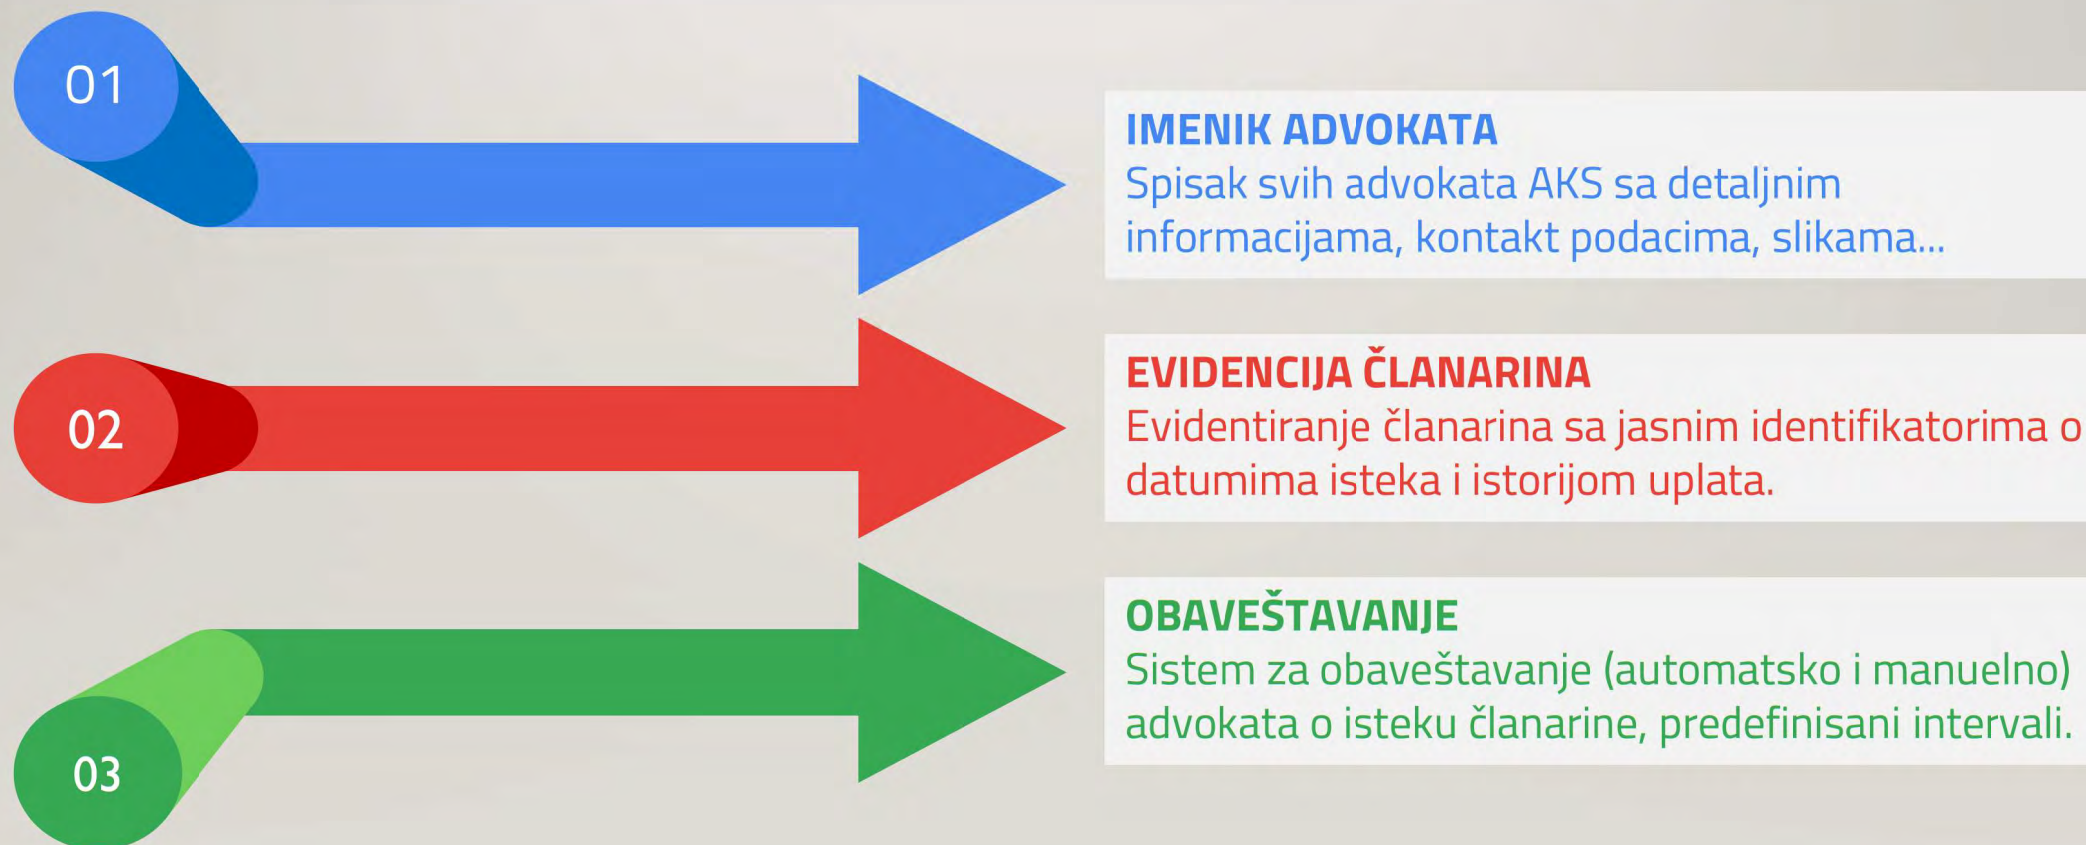 01
IMENIK ADVOKATA
Spisak svih advokata AKS sa detaljnim
informacijama, kontakt podacima, slikama...
02
EVIDENCIJA ČLANARINA
Evidentiranje članarina sa jasnim identifikatorima o
datumima isteka i istorijom uplata.
03
OBAVEŠTAVANJE
Sistem za obaveštavanje (automatsko i manuelno)
advokata o isteku članarine, predefinisani intervali.